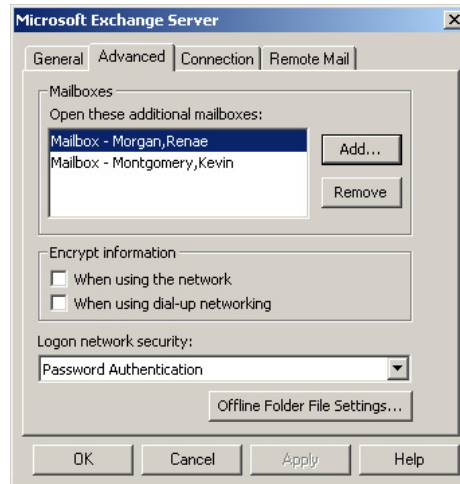 Microsoft Exchange Server
General Advanced Connection Remote Mail
Mailboxes
Open these additional mailboxes:
Mailbox - Morgan,Renae
Mailbox - Montgomery,Kevin
Add...
Remove
Encrypt information
When using the network
When using dial-up networking
Logon network security:
Password Authentication
Offline Folder File Settings...
OK Cancel Apply Help